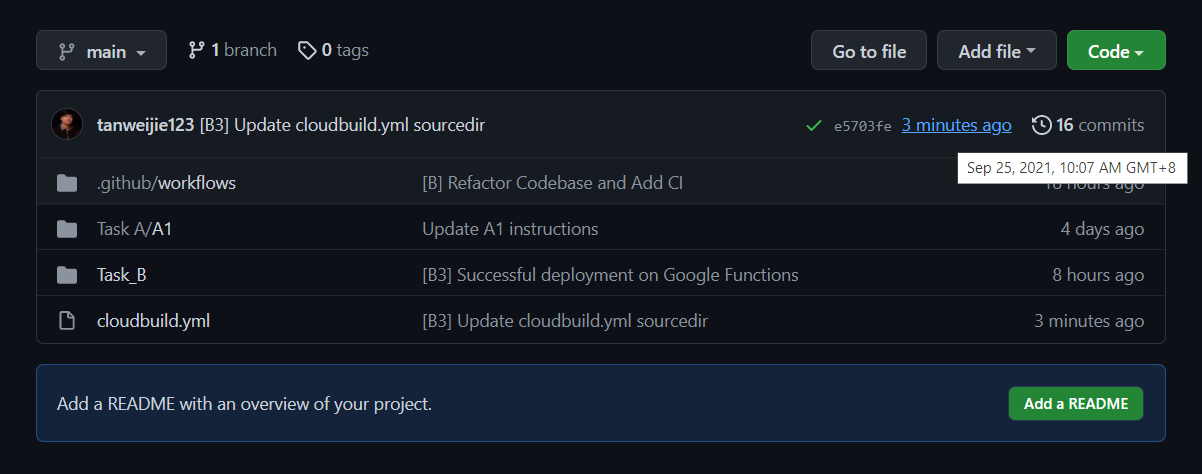 main 1 branch 0 tags Go to file Add file Code
tanweijie123 [B3] Update cloudbuild.yml sourcedir e5703fe 3 minutes ago 16 commits
Sep 25, 2021, 10:07 AM GMT+8
.github/workflows [B] Refactor Codebase and Add CI hours ago
Task A/A1 Update A1 instructions 4 days ago
Task_B [B3] Successful deployment on Google Functions 8 hours ago
cloudbuild.yml [B3] Update cloudbuild.yml sourcedir 3 minutes ago
Add a README with an overview of your project. Add a README